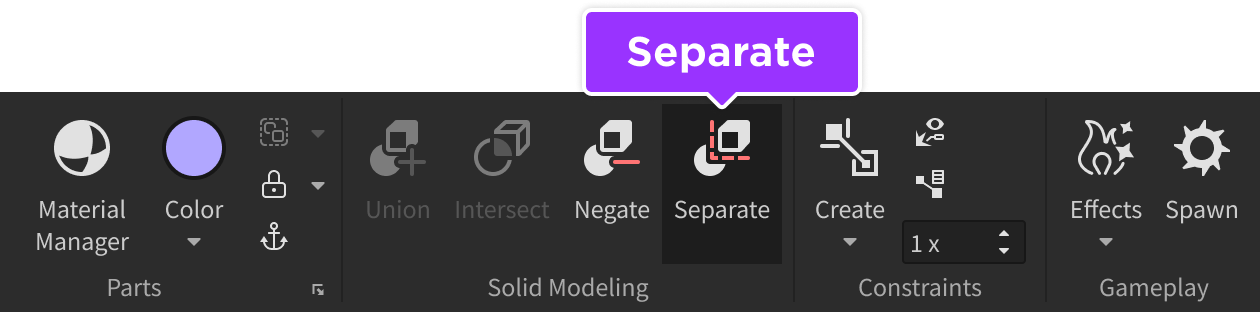 Separate
Material
Manager
Color
Union
Intersect
Negate
Separate
Create
1 x
Effects
Spawn
Parts
Solid Modeling
Constraints
Gameplay